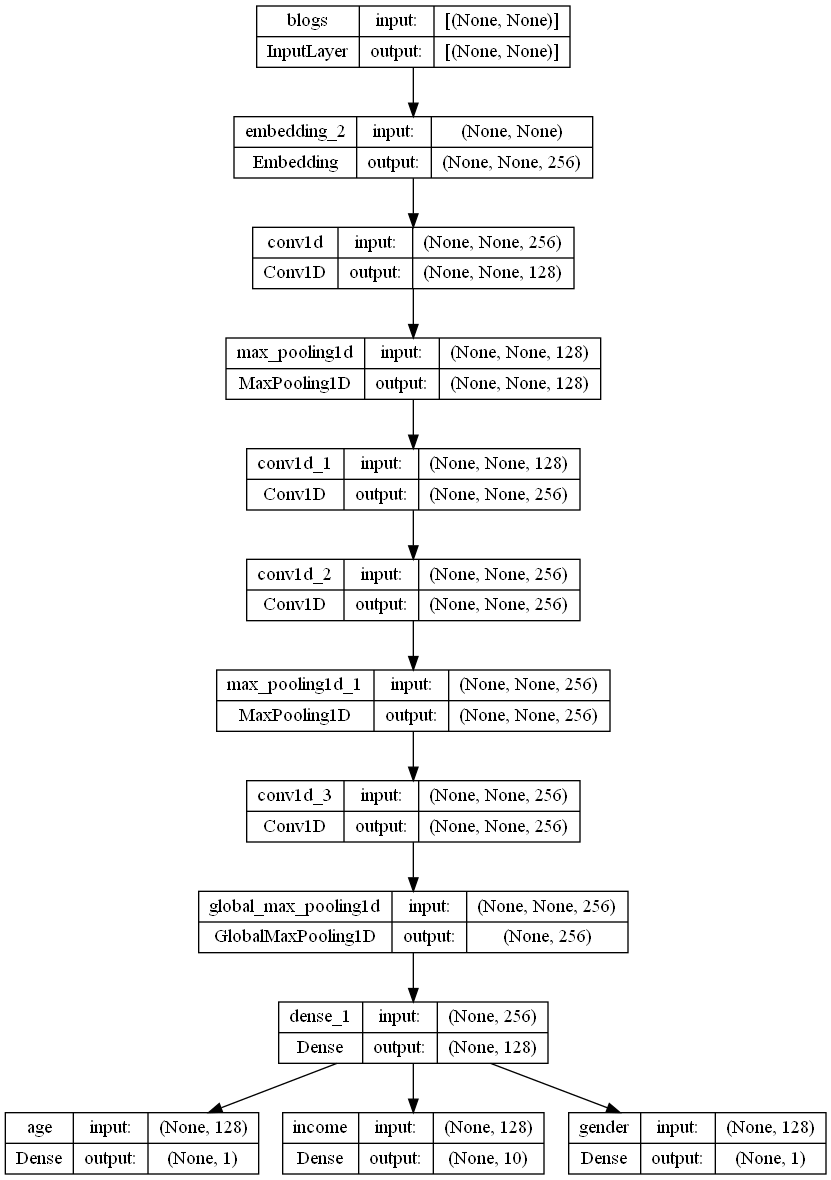 blogs input: [(None, None)]
InputLayer output: [(None, None)]
embedding_2 input: (None, None)
Embedding output: (None, None, 256)
conv1d input: (None, None, 256)
Conv1D output: (None, None, 128)
max_pooling1d input: (None, None, 128)
MaxPooling1D output: (None, None, 128)
conv1d_1 input: (None, None, 128)
Conv1D output: (None, None, 256)
conv1d_2 input: (None, None, 256)
Conv1D output: (None, None, 256)
max_pooling1d_1 input: (None, None, 256)
MaxPooling1D output: (None, None, 256)
conv1d_3 input: (None, None, 256)
Conv1D output: (None, None, 256)
global_max_pooling1d input: (None, None, 256)
GlobalMaxPooling1D output: (None, 256)
dense_1 input: (None, 256)
Dense output: (None, 128)
age input: (None, 128)
Dense output: (None, 1)
income input: (None, 128)
Dense output: (None, 10)
gender input: (None, 128)
Dense output: (None, 1)